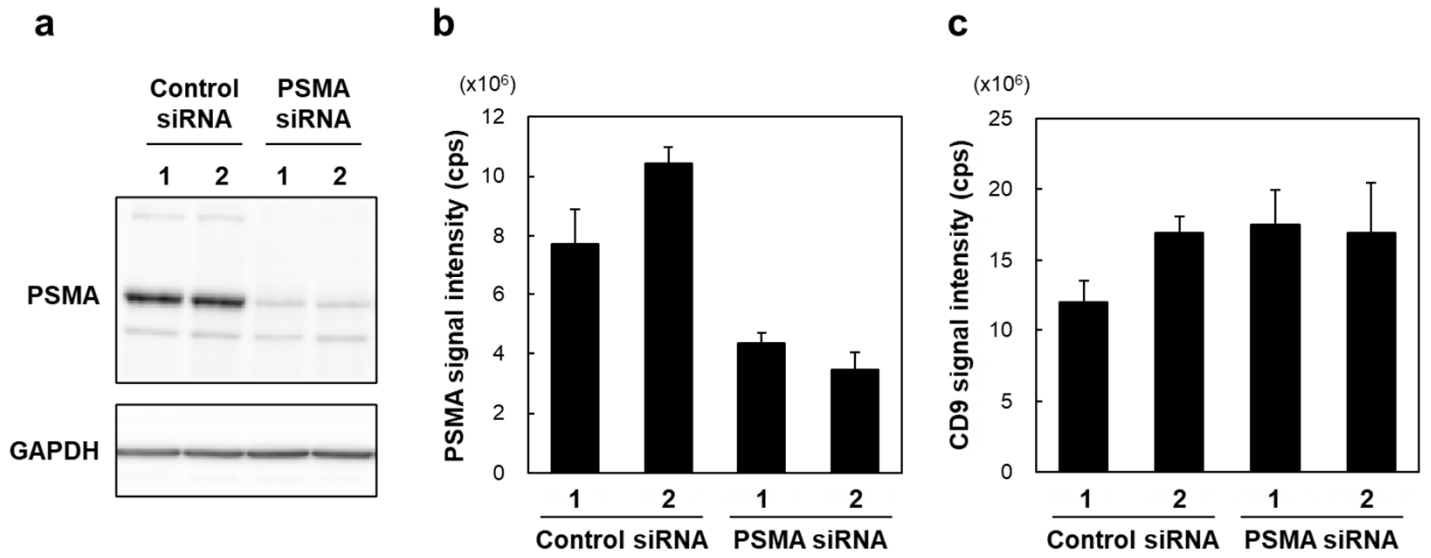 a
Control PSMA
siRNA siRNA
1 2 1 2
PSMA
GAPDH
b
(x10⁶)
PSMA signal intensity (cps)
12
10
8
6
4
2
0
1 2 1 2
Control siRNA PSMA siRNA
c
(x10⁶)
CD9 signal intensity (cps)
25
20
15
10
5
0
1 2 1 2
Control siRNA PSMA siRNA